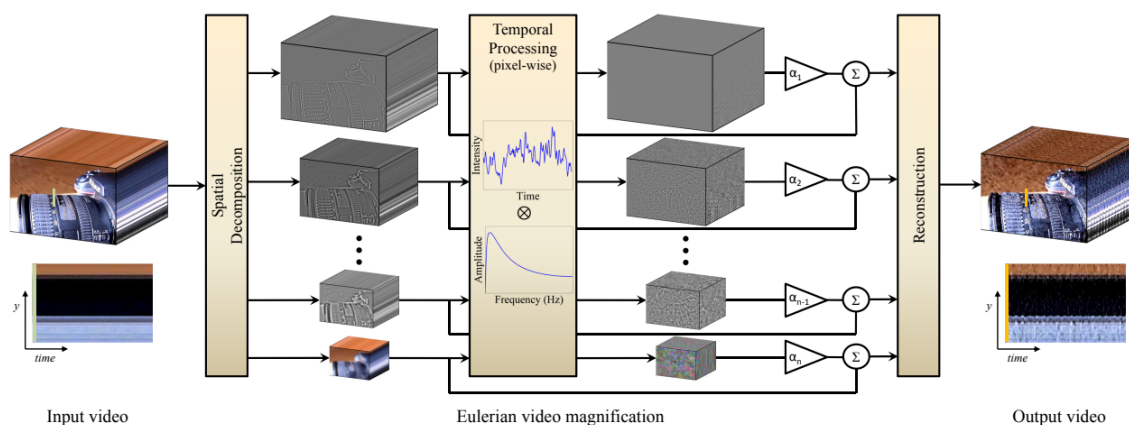 Temporal
Processing
(pixel-wise)
Spatial
Decomposition
Intensity
Time
⊗
Amplitude
Frequency (Hz)
α1
Σ
α2
Σ
αn-1
Σ
αn
Σ
Reconstruction
y
time
y
time
Input video
Eulerian video magnification
Output video